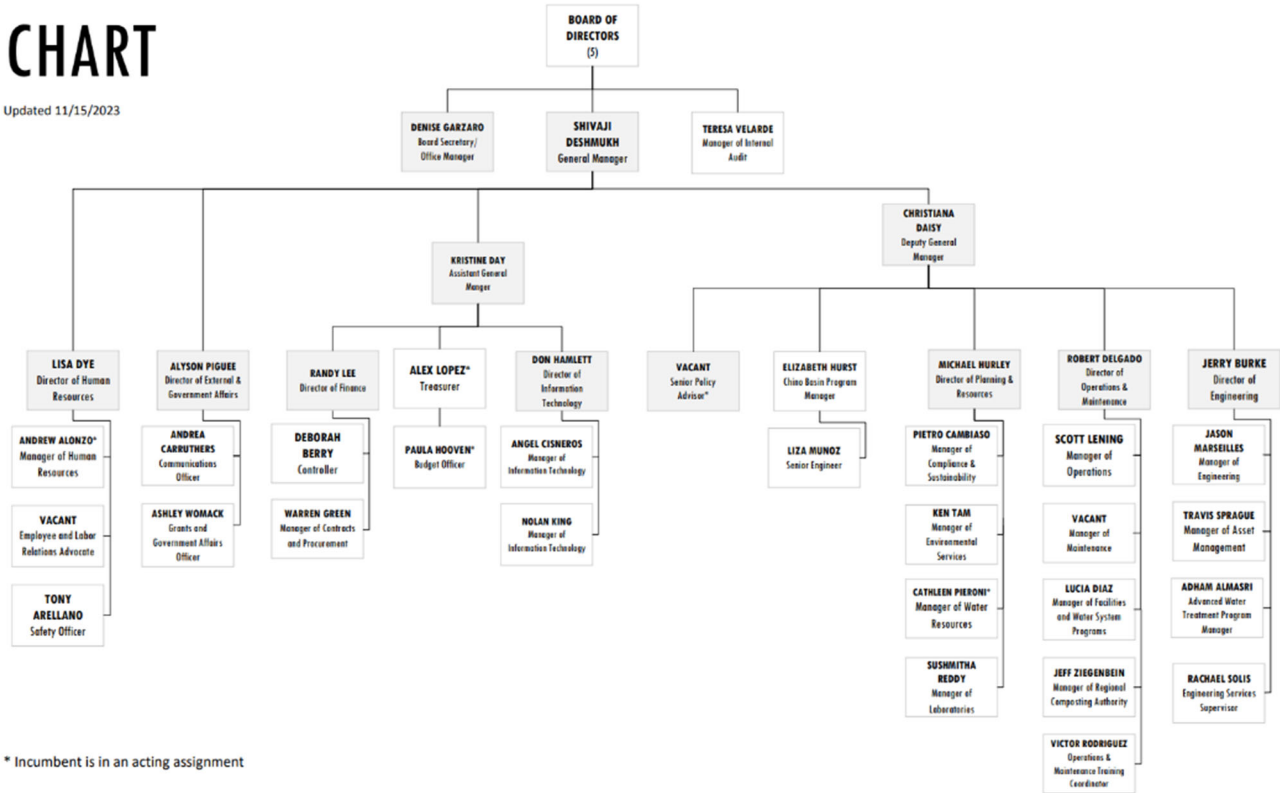 CHART
Updated 11/15/2023
BOARD OF
DIRECTORS
(5)
DENISE GARZARO
Board Secretary/
Office Manager
SHIVAJI
DESHMUKH
General Manager
TERESA VELARDE
Manager of Internal
Audit
CHRISTIANA
DAISY
Deputy General
Manager
KRISTINE DAY
Assistant General
Manger
LISA DYE
Director of Human
Resources
ALYSON PIGUEE
Director of External &
Government Affairs
RANDY LEE
Director of Finance
ALEX LOPEZ*
Treasurer
DON HAMLETT
Director of
Information
Technology
VACANT
Senior Policy
Advisor*
ELIZABETH HURST
Chino Basin Program
Manager
MICHAEL HURLEY
Director of Planning &
Resources
ROBERT DELGADO
Director of
Operations &
Maintenance
JERRY BURKE
Director of
Engineering
ANDREW ALONZO*
Manager of Human
Resources
VACANT
Employee and Labor
Relations Advocate
TONY
ARELLANO
Safety Officer
ANDREA
CARRUTHERS
Communications
Officer
ASHLEY WOMACK
Grants and
Government Affairs
Officer
DEBORAH
BERRY
Controller
WARREN GREEN
Manager of Contracts
and Procurement
PAULA HOOVEN*
Budget Officer
ANGEL CISNEROS
Manager of
Information Technology
NOLAN KING
Manager of
Information Technology
LIZA MUNOZ
Senior Engineer
PIETRO CAMBIASO
Manager of
Compliance &
Sustainability
KEN TAM
Manager of
Environmental
Services
CATHLEEN PIERONI*
Manager of Water
Resources
SUSHMITHA
REDDY
Manager of
Laboratories
SCOTT LENING
Manager of
Operations
VACANT
Manager of
Maintenance
LUCIA DIAZ
Manager of Facilities
and Water System
Programs
JEFF ZIEGENBEIN
Manager of Regional
Composting Authority
VICTOR RODRIGUEZ
Operations &
Maintenance Training
Coordinator
JASON
MARSEILLES
Manager of
Engineering
TRAVIS SPRAGUE
Manager of Asset
Management
ADHAM ALMASRI
Advanced Water
Treatment Program
Manager
RACHAEL SOLIS
Engineering Services
Supervisor
* Incumbent is in an acting assignment